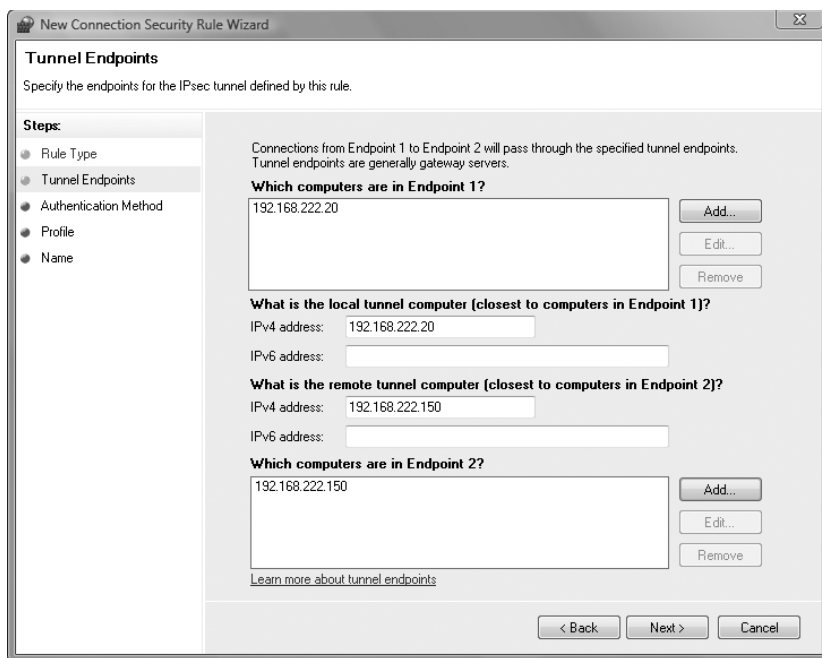 New Connection Security Rule Wizard
Tunnel Endpoints
Specify the endpoints for the IPsec tunnel defined by this rule.
Steps:
Rule Type
Tunnel Endpoints
Authentication Method
Profile
Name
Connections from Endpoint 1 to Endpoint 2 will pass through the specified tunnel endpoints.
Tunnel endpoints are generally gateway servers.
Which computers are in Endpoint 1?
192.168.222.20
Add...
Edit...
Remove
What is the local tunnel computer (closest to computers in Endpoint 1)?
IPv4 address: 192.168.222.20
IPv6 address:
What is the remote tunnel computer (closest to computers in Endpoint 2)?
IPv4 address: 192.168.222.150
IPv6 address:
Which computers are in Endpoint 2?
192.168.222.150
Add...
Edit...
Remove
Learn more about tunnel endpoints
< Back Next > Cancel